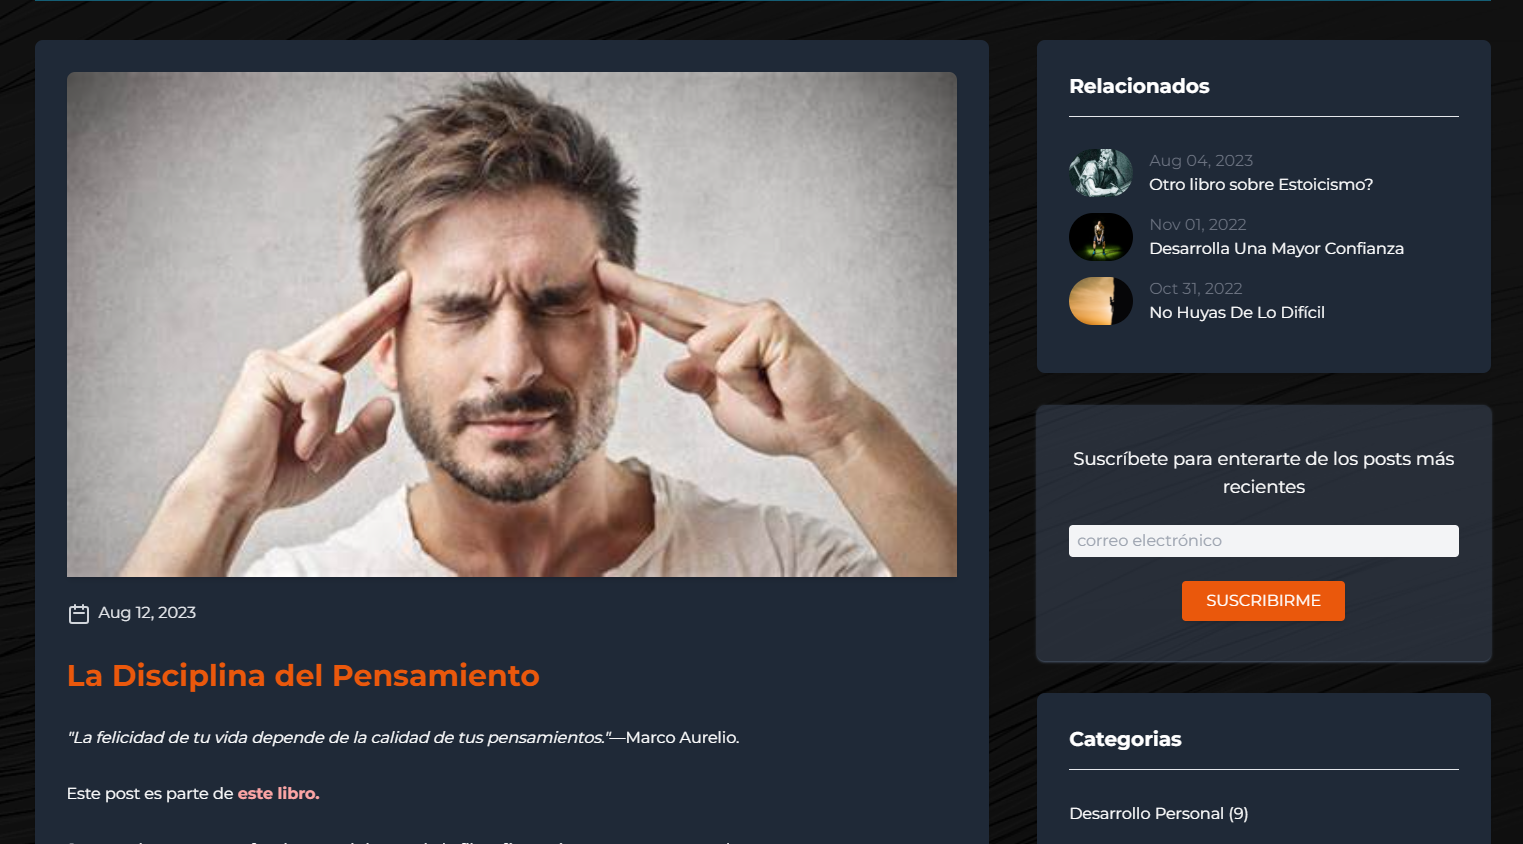 Aug 12, 2023
La Disciplina del Pensamiento
"La felicidad de tu vida depende de la calidad de tus pensamientos."—Marco Aurelio.
Este post es parte de este libro.
Relacionados
Aug 04, 2023
Otro libro sobre Estoicismo?
Nov 01, 2022
Desarrolla Una Mayor Confianza
Oct 31, 2022
No Huyas De Lo Difícil
Suscríbete para enterarte de los posts más
recientes
correo electrónico
SUSCRIBIRME
Categorias
Desarrollo Personal (9)